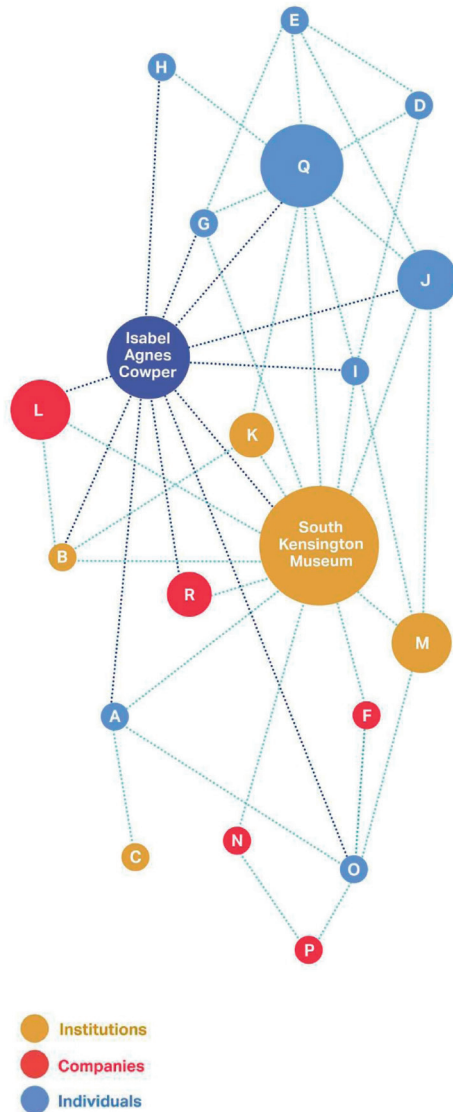 E
H
D
Q
G
J
Isabel
Agnes
Cowper
I
L
K
South
Kensington
Museum
B
R
M
A
F
N
C
O
P
Institutions
Companies
Individuals